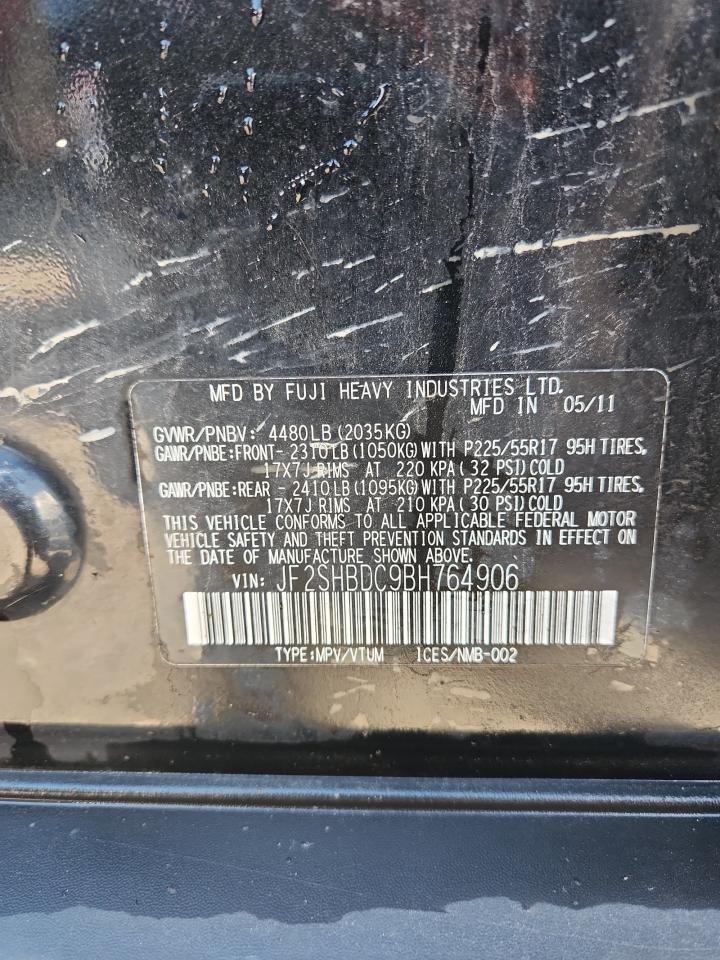 MFD BY FUJI HEAVY INDUSTRIES LTD.
MFD IN 05/11
GVWR/PNBV: 4480LB (2035KG)
GAWR/PNBE:FRONT- 2310LB (1050KG) WITH P225/55R17 95H TIRES,
17X7J RIMS AT 220 KPA ( 32 PSI) COLD
GAWR/PNBE:REAR - 2410LB (1095KG) WITH P225/55R17 95H TIRES,
17X7J RIMS AT 210 KPA ( 30 PSI) COLD
THIS VEHICLE CONFORMS TO ALL APPLICABLE FEDERAL MOTOR
VEHICLE SAFETY AND THEFT PREVENTION STANDARDS IN EFFECT ON
THE DATE OF MANUFACTURE SHOWN ABOVE.
VIN: JF2SHBDC9BH764906
TYPE:MPV/VTUM ICES/NMB-002